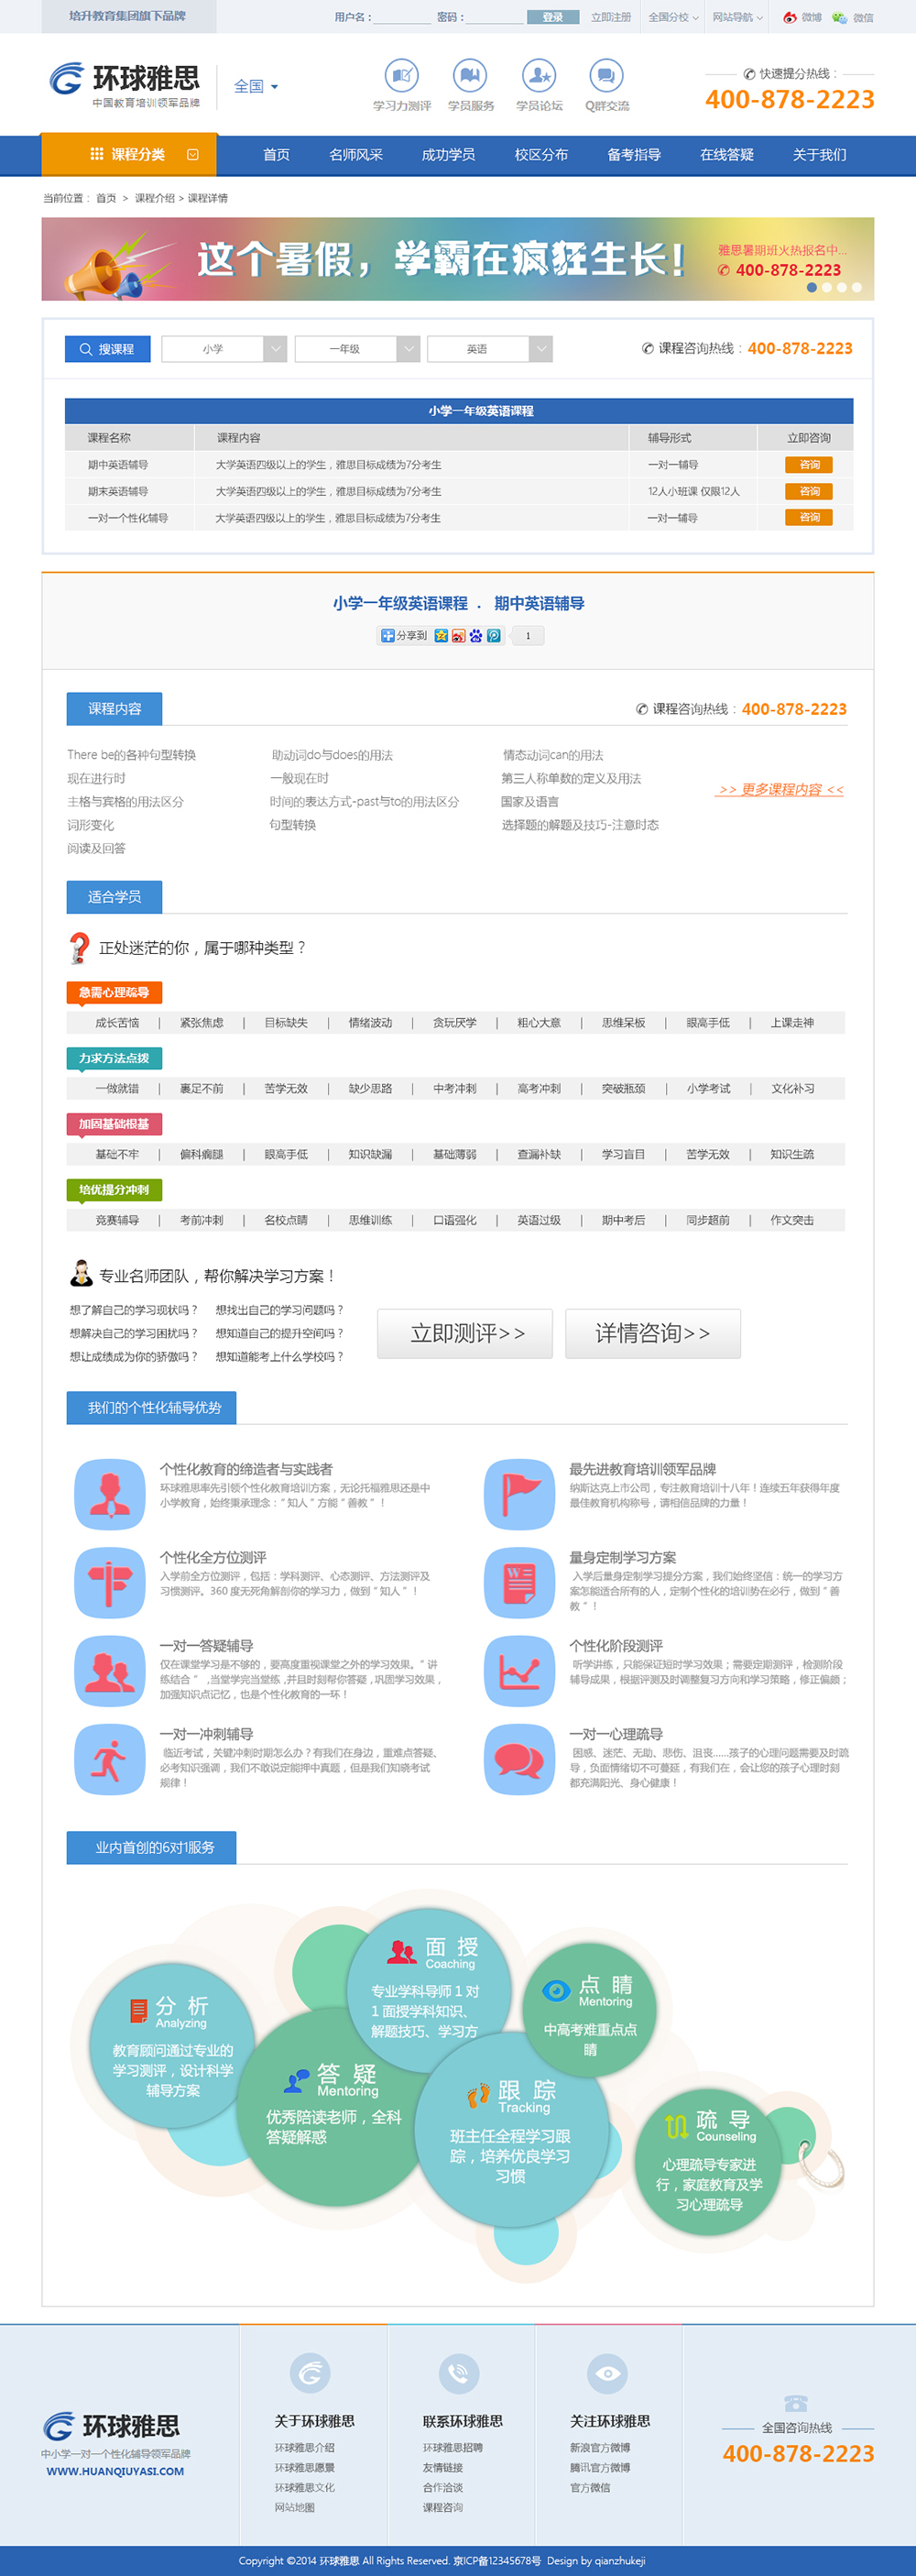 培升教育集团旗下品牌
用户名： 密码： 登录 立即注册 全国分校 网站导航 微博 微信
环球雅思
中国教育培训领军品牌
全国
学习力测评 学员服务 学员论坛 Q群交流
快速提分热线：
400-878-2223
课程分类 首页 名师风采 成功学员 校区分布 备考指导 在线答疑 关于我们
当前位置： 首页 > 课程介绍 > 课程详情
这个暑假，学霸在疯狂生长！
雅思暑期班火热报名中...
400-878-2223
搜课程 小学 一年级 英语 课程咨询热线：400-878-2223
小学一年级英语课程
课程名称 课程内容 辅导形式 立即咨询
期中英语辅导 大学英语四级以上的学生，雅思目标成绩为7分考生 一对一辅导 咨询
期末英语辅导 大学英语四级以上的学生，雅思目标成绩为7分考生 12人小班课 仅限12人 咨询
一对一个性化辅导 大学英语四级以上的学生，雅思目标成绩为7分考生 一对一辅导 咨询
小学一年级英语课程 ． 期中英语辅导
分享到 1
课程内容 课程咨询热线：400-878-2223
There be的各种句型转换 助动词do与does的用法 情态动词can的用法
现在进行时 一般现在时 第三人称单数的定义及用法
>> 更多课程内容 <<
主格与宾格的用法区分 时间的表达方式-past与to的用法区分 国家及语言
词形变化 句型转换 选择题的解题及技巧-注意时态
阅读及回答
适合学员
正处迷茫的你，属于哪种类型？
急需心理疏导
成长苦恼 | 紧张焦虑 | 目标缺失 | 情绪波动 | 贪玩厌学 | 粗心大意 | 思维呆板 | 眼高手低 | 上课走神
力求方法点拨
一做就错 | 裹足不前 | 苦学无效 | 缺少思路 | 中考冲刺 | 高考冲刺 | 突破瓶颈 | 小学考试 | 文化补习
加固基础根基
基础不牢 | 偏科瘸腿 | 眼高手低 | 知识缺漏 | 基础薄弱 | 查漏补缺 | 学习盲目 | 苦学无效 | 知识生疏
培优提分冲刺
竞赛辅导 | 考前冲刺 | 名校点睛 | 思维训练 | 口语强化 | 英语过级 | 期中考后 | 同步超前 | 作文突击
专业名师团队，帮你解决学习方案！
想了解自己的学习现状吗？ 想找出自己的学习问题吗？
想解决自己的学习困扰吗？ 想知道自己的提升空间吗？
想让成绩成为你的骄傲吗？ 想知道能考上什么学校吗？
立即测评>> 详情咨询>>
我们的个性化辅导优势
个性化教育的缔造者与实践者
环球雅思率先引领个性化教育培训方案，无论托福雅思还是中
小学教育，始终秉承理念：“知人”方能“善教”！
最先进教育培训领军品牌
纳斯达克上市公司，专注教育培训十八年！连续五年获得年度
最佳教育机构称号，请相信品牌的力量！
个性化全方位测评
入学前全方位测评，包括：学科测评、心态测评、方法测评及
习惯测评。360 度无死角解剖你的学习力，做到“知人”！
量身定制学习方案
入学后量身定制学习提分方案，我们始终坚信：统一的学习方
案怎能适合所有的人，定制个性化的培训势在必行，做到“善
教”！
一对一答疑辅导
仅在课堂学习是不够的，要高度重视课堂之外的学习效果。“讲
练结合”，当堂学完当堂练，并且时刻帮你答疑，巩固学习效果，
加强知识点记忆，也是个性化教育的一环！
个性化阶段测评
听学讲练，只能保证短时学习效果；需要定期测评，检测阶段
辅导成果，根据评测及时调整复习方向和学习策略，修正偏颇；
一对一冲刺辅导
临近考试，关键冲刺时期怎么办？有我们在身边，重难点答疑、
必考知识强调，我们不敢说定能押中真题，但是我们知晓考试
规律！
一对一心理疏导
困惑、迷茫、无助、悲伤、沮丧......孩子的心理问题需要及时疏
导，负面情绪切不可蔓延，有我们在，会让您的孩子心理时刻
都充满阳光、身心健康！
业内首创的6对1服务
分 析
Analyzing
教育顾问通过专业的
学习测评，设计科学
辅导方案
面 授
Coaching
专业学科导师 1 对
1 面授学科知识、
解题技巧、学习方
点 睛
Mentoring
中高考难重点点
睛
答 疑
Mentoring
优秀陪读老师，全科
答疑解惑
跟 踪
Tracking
班主任全程学习跟
踪，培养优良学习
习惯
疏 导
Counseling
心理疏导专家进
行，家庭教育及学
习心理疏导
环球雅思
中小学一对一个性化辅导领军品牌
WWW.HUANQIUYASI.COM
关于环球雅思
环球雅思介绍
环球雅思愿景
环球雅思文化
网站地图
联系环球雅思
环球雅思招聘
友情链接
合作洽谈
课程咨询
关注环球雅思
新浪官方微博
腾讯官方微博
官方微信
全国咨询热线
400-878-2223
Copyright ©2014 环球雅思 All Rights Reserved. 京ICP备12345678号 Design by qianzhukeji